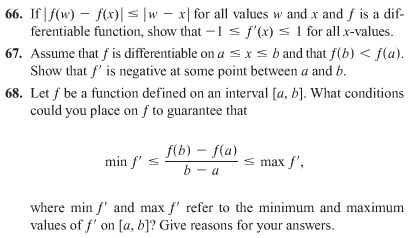 66. If |f(w) − f(x)| ≤ |w − x| for all values w and x and f is a dif-
ferentiable function, show that −1 ≤ f′(x) ≤ 1 for all x-values.
67. Assume that f is differentiable on a ≤ x ≤ b and that f(b) < f(a).
Show that f′ is negative at some point between a and b.
68. Let f be a function defined on an interval [a, b]. What conditions
could you place on f to guarantee that
min f′ ≤ f(b) − f(a) / b − a ≤ max f′,
where min f′ and max f′ refer to the minimum and maximum
values of f′ on [a, b]? Give reasons for your answers.